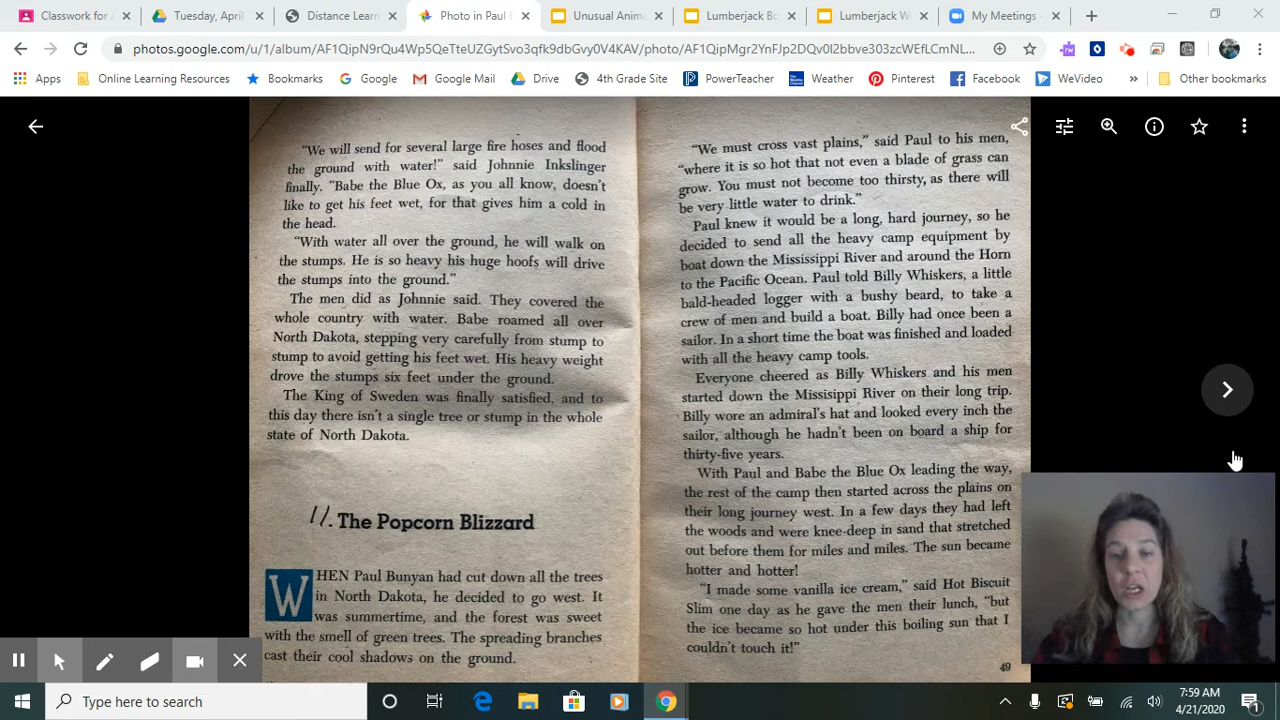 Classwork for A
Tuesday, April
Distance Learn
Photo in Paul B
Unusual Anima
Lumberjack Bo
Lumberjack W
My Meetings -
photos.google.com/u/1/album/AF1QipN9rQu4Wp5QeTteUZGytSvo3qfk9dbGvy0V4KAV/photo/AF1QipMgr2YnFJp2DQv0l2bbve303zcWEfLCmNL...
Apps
Online Learning Resources
Bookmarks
Google
Google Mail
Drive
4th Grade Site
PowerTeacher
Weather
Pinterest
Facebook
WeVideo
»
Other bookmarks
"We will send for several large fire hoses and flood
the ground with water!" said Johnnie Inkslinger
finally. "Babe the Blue Ox, as you all know, doesn't
like to get his feet wet, for that gives him a cold in
the head.
"With water all over the ground, he will walk on
the stumps. He is so heavy his huge hoofs will drive
the stumps into the ground."
The men did as Johnnie said. They covered the
whole country with water. Babe roamed all over
North Dakota, stepping very carefully from stump to
stump to avoid getting his feet wet. His heavy weight
drove the stumps six feet under the ground.
The King of Sweden was finally satisfied, and to
this day there isn't a single tree or stump in the whole
state of North Dakota.
11. The Popcorn Blizzard
WHEN Paul Bunyan had cut down all the trees
in North Dakota, he decided to go west. It
was summertime, and the forest was sweet
with the smell of green trees. The spreading branches
cast their cool shadows on the ground.
"We must cross vast plains," said Paul to his men,
"where it is so hot that not even a blade of grass can
grow. You must not become too thirsty, as there will
be very little water to drink."
Paul knew it would be a long, hard journey, so he
decided to send all the heavy camp equipment by
boat down the Mississippi River and around the Horn
to the Pacific Ocean. Paul told Billy Whiskers, a little
bald-headed logger with a bushy beard, to take a
crew of men and build a boat. Billy had once been a
sailor. In a short time the boat was finished and loaded
with all the heavy camp tools.
Everyone cheered as Billy Whiskers and his men
started down the Mississippi River on their long trip.
Billy wore an admiral's hat and looked every inch the
sailor, although he hadn't been on board a ship for
thirty-five years.
With Paul and Babe the Blue Ox leading the way,
the rest of the camp then started across the plains on
their long journey west. In a few days they had left
the woods and were knee-deep in sand that stretched
out before them for miles and miles. The sun became
hotter and hotter!
"I made some vanilla ice cream," said Hot Biscuit
Slim one day as he gave the men their lunch, "but
the ice became so hot under this boiling sun that I
couldn't touch it!"
49
Type here to search
7:59 AM
4/21/2020
1